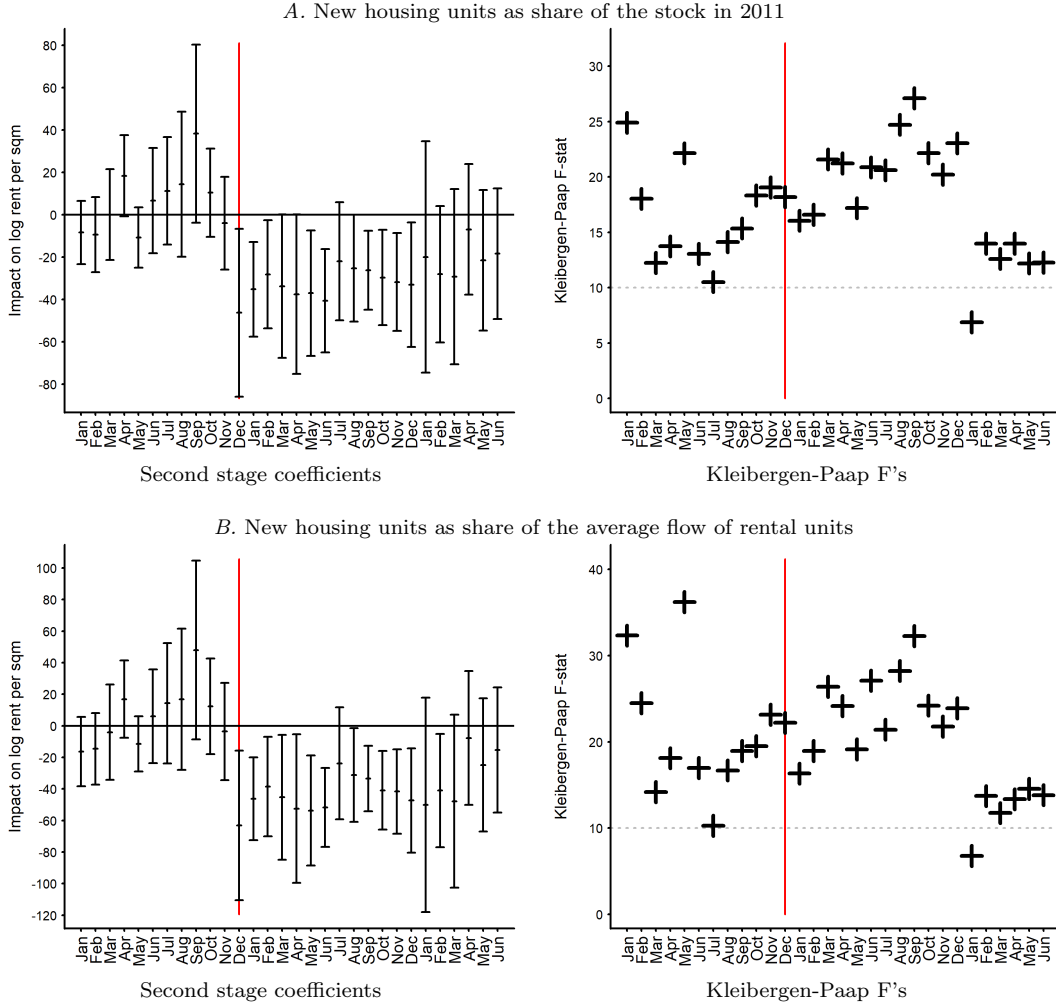 A. New housing units as share of the stock in 2011
Impact on log rent per sqm
80
60
40
20
0
-20
-40
-60
-80
Jan Feb Mar Apr May Jun Jul Aug Sep Oct Nov Dec Jan Feb Mar Apr May Jun Jul Aug Sep Oct Nov Dec Jan Feb Mar Apr May Jun
Second stage coefficients
Kleibergen-Paap F-stat
30
25
20
15
10
5
0
Jan Feb Mar Apr May Jun Jul Aug Sep Oct Nov Dec Jan Feb Mar Apr May Jun Jul Aug Sep Oct Nov Dec Jan Feb Mar Apr May Jun
Kleibergen-Paap F's
B. New housing units as share of the average flow of rental units
Impact on log rent per sqm
100
80
60
40
20
0
-20
-40
-60
-80
-100
-120
Jan Feb Mar Apr May Jun Jul Aug Sep Oct Nov Dec Jan Feb Mar Apr May Jun Jul Aug Sep Oct Nov Dec Jan Feb Mar Apr May Jun
Second stage coefficients
Kleibergen-Paap F-stat
40
30
20
10
0
Jan Feb Mar Apr May Jun Jul Aug Sep Oct Nov Dec Jan Feb Mar Apr May Jun Jul Aug Sep Oct Nov Dec Jan Feb Mar Apr May Jun
Kleibergen-Paap F's